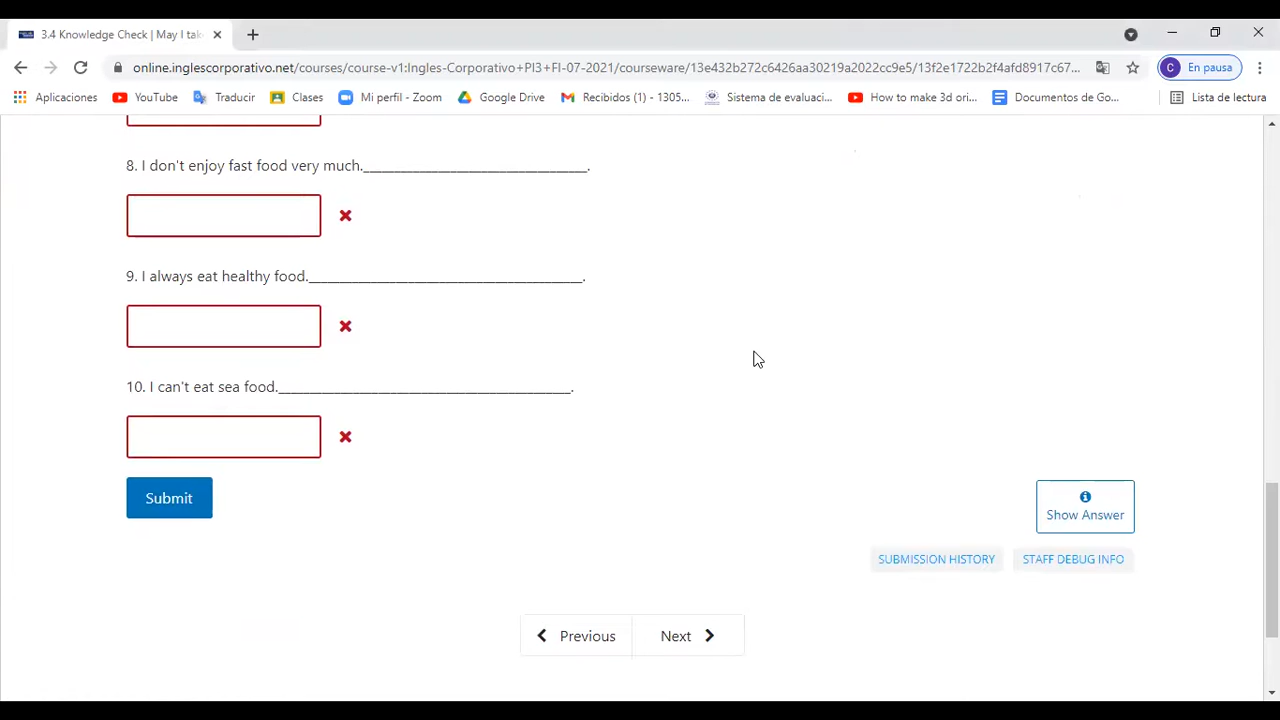 3.4 Knowledge Check | May I tak
online.inglescorporativo.net/courses/course-v1:Ingles-Corporativo+PI3+FI-07-2021/courseware/13e432b272c6426aa30219a2022cc9e5/13f2e1722b2f4afd8917c67...
C En pausa
Aplicaciones YouTube Traducir Clases Mi perfil - Zoom Google Drive Recibidos (1) - 1305... Sistema de evaluaci... How to make 3d ori... Documentos de Go... Lista de lectura
8. I don't enjoy fast food very much.____________________________.
9. I always eat healthy food.__________________________________.
10. I can't eat sea food.____________________________________.
Submit
Show Answer
SUBMISSION HISTORY STAFF DEBUG INFO
Previous Next